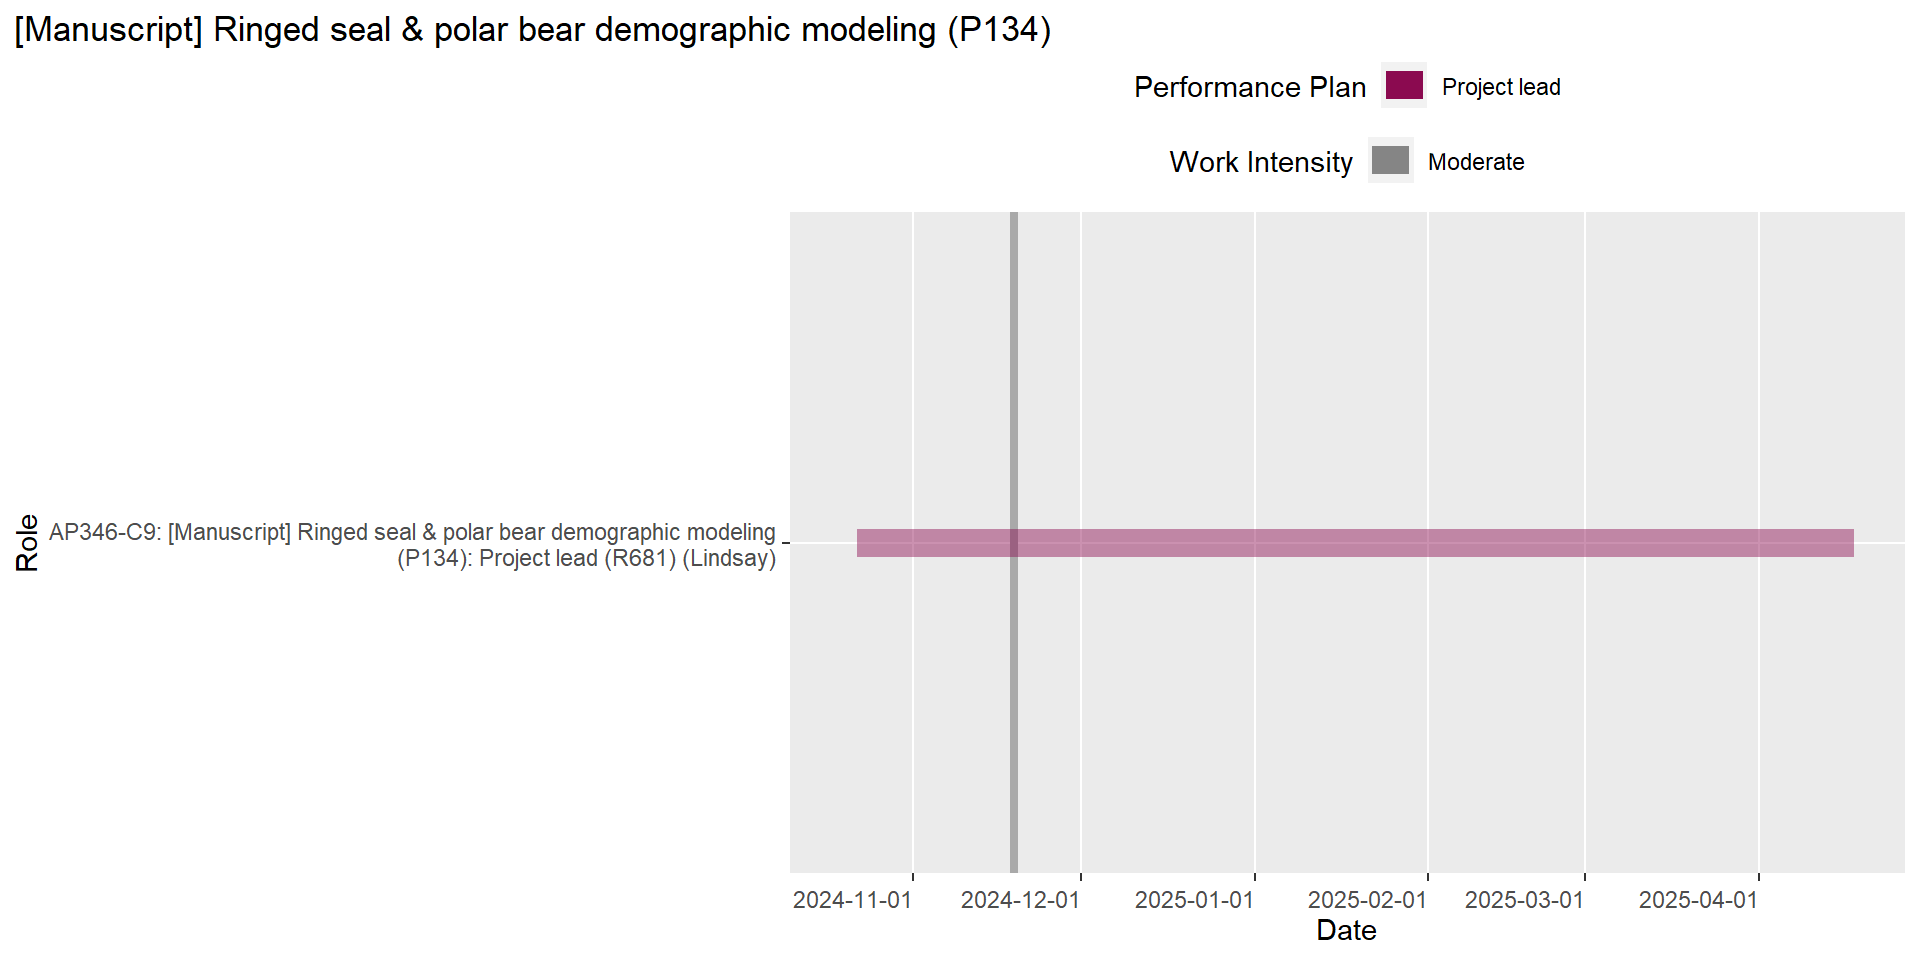 [Manuscript] Ringed seal & polar bear demographic modeling (P134)
Performance Plan
Project lead
Work Intensity
Moderate
Role
AP346-C9: [Manuscript] Ringed seal & polar bear demographic modeling
(P134): Project lead (R681) (Lindsay)
2024-11-01
2024-12-01
2025-01-01
2025-02-01
2025-03-01
2025-04-01
Date